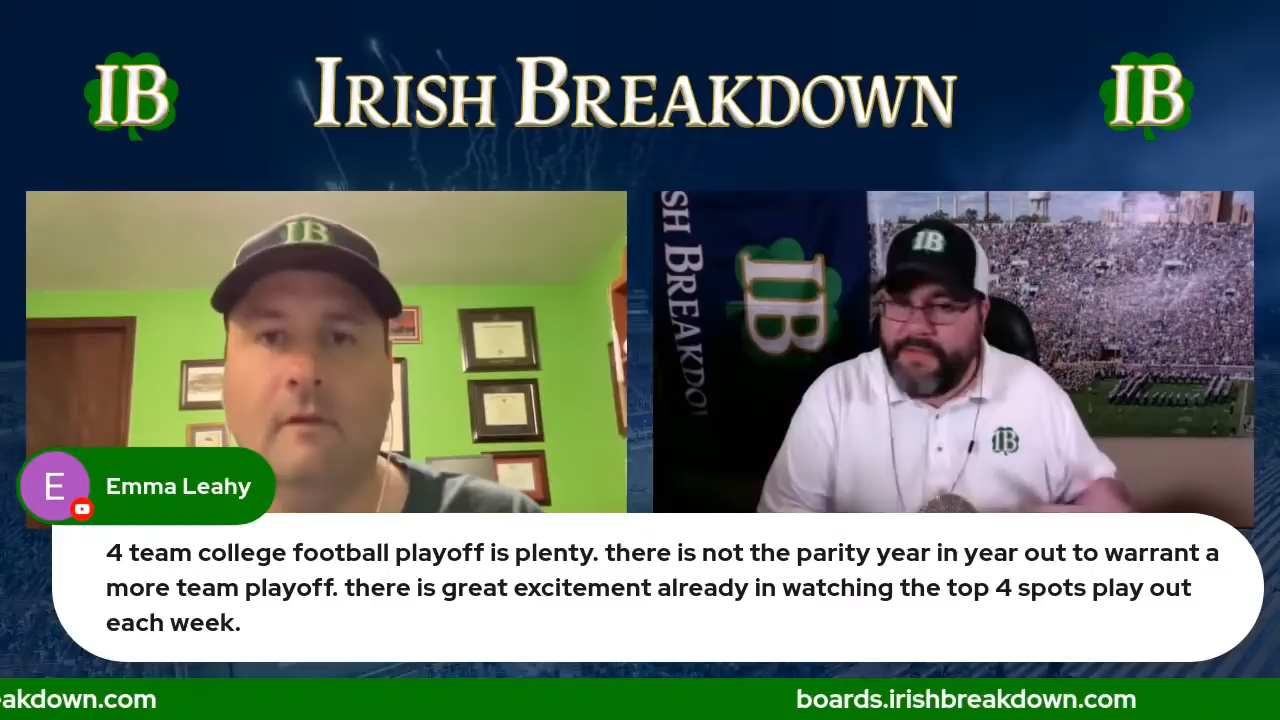 IB
IRISH BREAKDOWN
IB
IB
SH BREAKDO
IB
IB
IB
E
Emma Leahy
4 team college football playoff is plenty. there is not the parity year in year out to warrant a
more team playoff. there is great excitement already in watching the top 4 spots play out
each week.
eakdown.com
boards.irishbreakdown.com